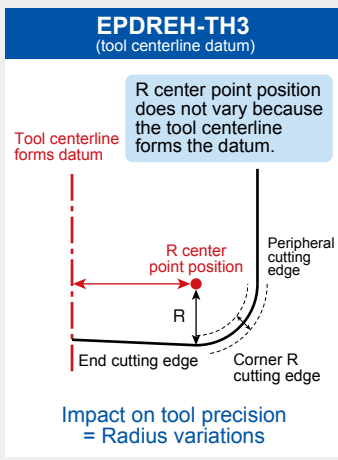 EPDREH-TH3
(tool centerline datum)
R center point position
does not vary because
the tool centerline
forms the datum.
Tool centerline
forms datum
R center
point position
Peripheral
cutting
edge
R
End cutting edge
Corner R
cutting edge
Impact on tool precision
= Radius variations